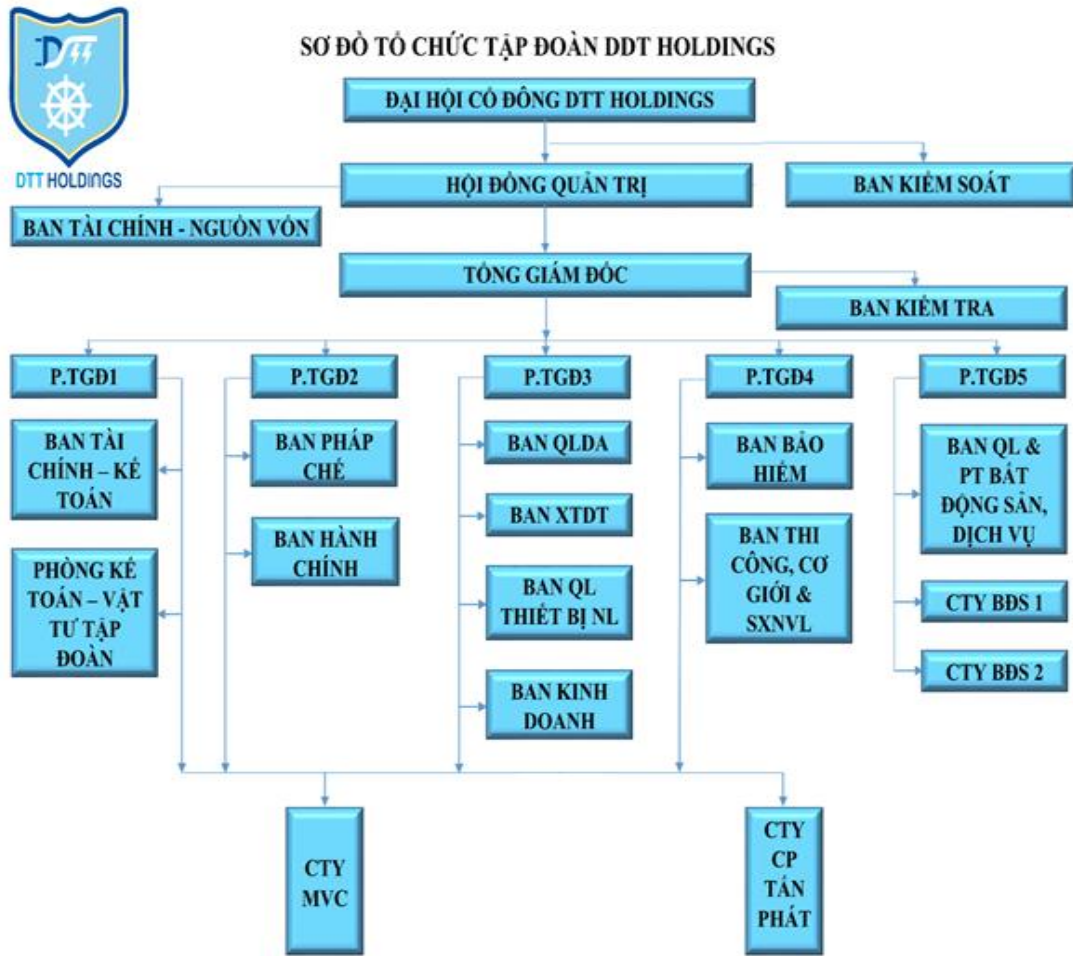 SƠ ĐỒ TỔ CHỨC TẬP ĐOÀN DDT HOLDINGS
DTT HOLDINGS
ĐẠI HỘI CỔ ĐÔNG DTT HOLDINGS
HỘI ĐỒNG QUẢN TRỊ
BAN KIỂM SOÁT
BAN TÀI CHÍNH - NGUỒN VỐN
TỔNG GIÁM ĐỐC
BAN KIỂM TRA
P.TGĐ1
P.TGĐ2
P.TGĐ3
P.TGĐ4
P.TGĐ5
BAN TÀI
CHÍNH – KẾ
TOÁN
PHÒNG KẾ
TOÁN – VẬT
TƯ TẬP
ĐOÀN
BAN PHÁP
CHẾ
BAN HÀNH
CHÍNH
BAN QLDA
BAN XTDT
BAN QL
THIẾT BỊ NL
BAN KINH
DOANH
BAN BẢO
HIỂM
BAN THI
CÔNG, CƠ
GIỚI &
SXNVL
BAN QL &
PT BẤT
ĐỘNG SẢN,
DỊCH VỤ
CTY BĐS 1
CTY BĐS 2
CTY
MVC
CTY
CP
TẤN
PHÁT